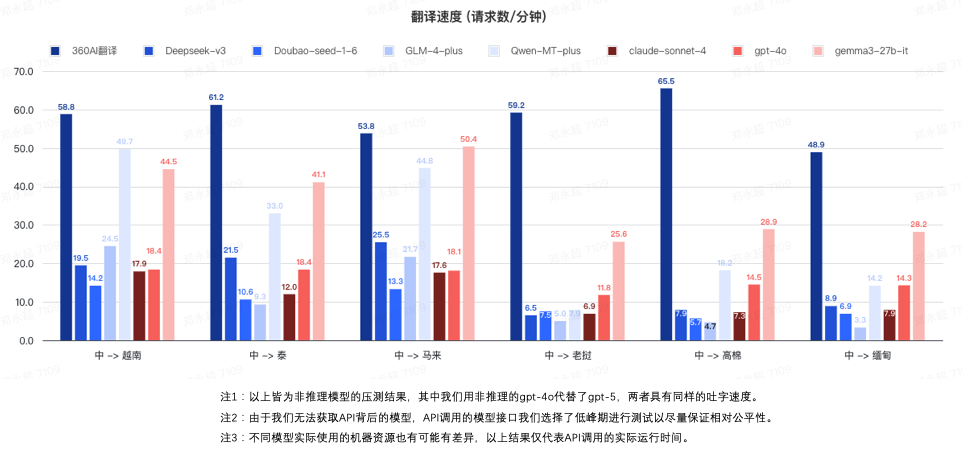 翻译速度 (请求数/分钟)
360AI翻译 Deepseek-v3 Doubao-seed-1-6 GLM-4-plus Qwen-MT-plus claude-sonnet-4 gpt-4o gemma3-27b-it
70.0
60.0
50.0
40.0
30.0
20.0
10.0
0.0
58.8 19.5 14.2 24.5 49.7 17.9 18.4 44.5
61.2 21.5 10.6 9.3 33.0 12.0 18.4 41.1
53.8 25.5 13.3 21.7 44.8 17.6 18.1 50.4
59.2 6.5 7.5 5.0 7.9 6.9 11.8 25.6
65.5 7.9 5.7 4.7 18.2 7.3 14.5 28.9
48.9 8.9 6.9 3.3 14.2 7.9 14.3 28.2
中 -> 越南 中 -> 泰 中 -> 马来 中 -> 老挝 中 -> 高棉 中 -> 缅甸
注1：以上皆为非推理模型的压测结果，其中我们用非推理的gpt-4o代替了gpt-5，两者具有同样的吐字速度。
注2：由于我们无法获取API背后的模型，API调用的模型接口我们选择了低峰期进行测试以尽量保证相对公平性。
注3：不同模型实际使用的机器资源也有可能有差异，以上结果仅代表API调用的实际运行时间。